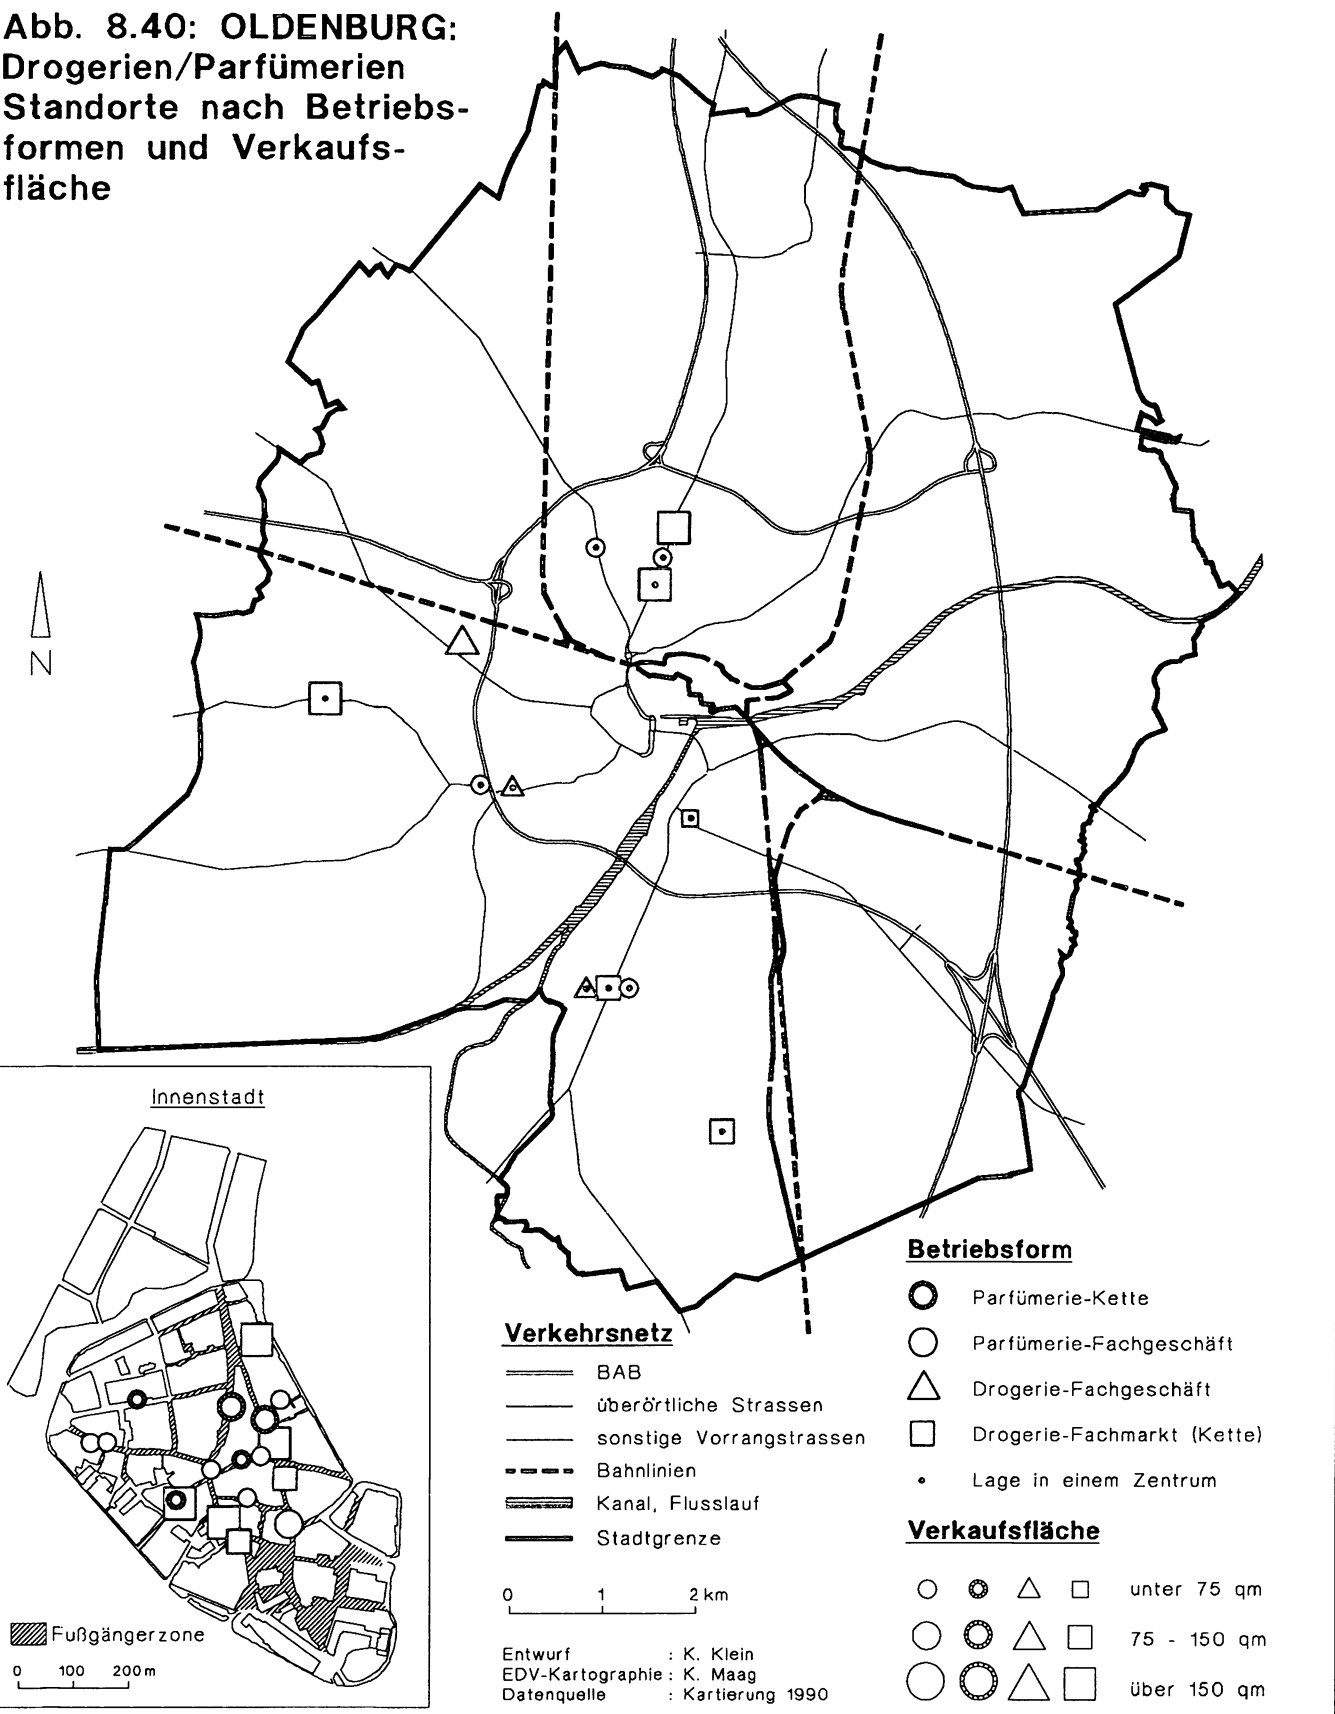 Abb. 8.40: OLDENBURG:
Drogerien/Parfümerien
Standorte nach Betriebs-
formen und Verkaufs-
fläche
N
Innenstadt
Fußgängerzone
0 100 200m
Verkehrsnetz
BAB
überörtliche Strassen
sonstige Vorrangstrassen
Bahnlinien
Kanal, Flusslauf
Stadtgrenze
0 1 2 km
Entwurf : K. Klein
EDV-Kartographie : K. Maag
Datenquelle : Kartierung 1990
Betriebsform
Parfümerie-Kette
Parfümerie-Fachgeschäft
Drogerie-Fachgeschäft
Drogerie-Fachmarkt (Kette)
Lage in einem Zentrum
Verkaufsfläche
unter 75 qm
75 - 150 qm
über 150 qm